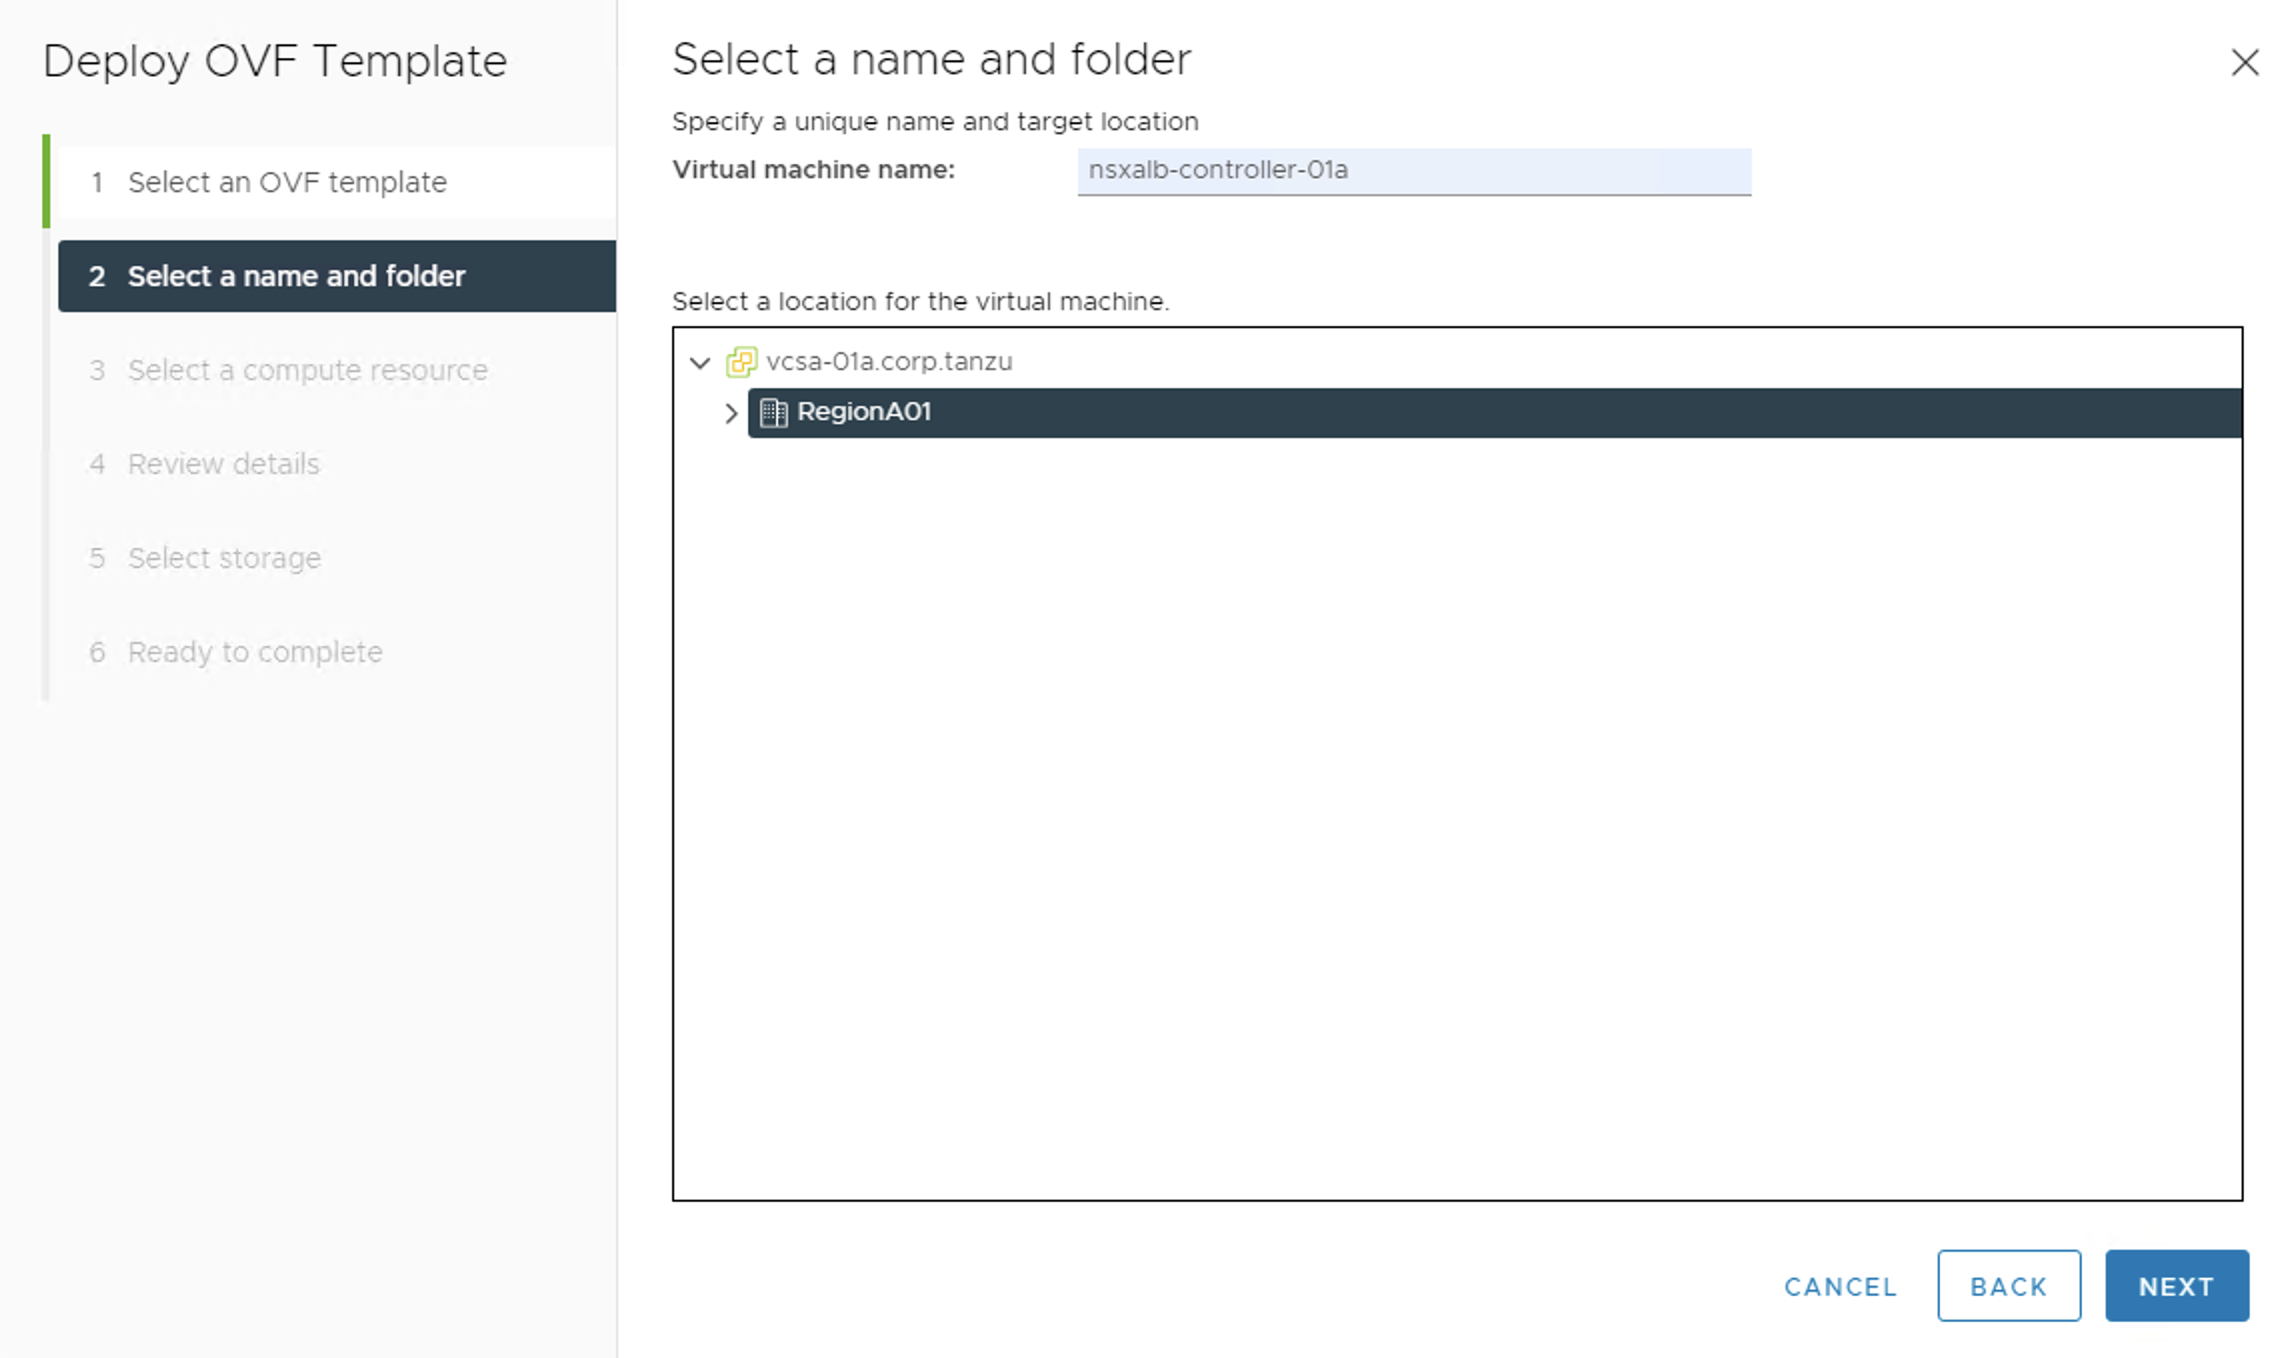 Deploy OVF Template
1 Select an OVF template
2 Select a name and folder
3 Select a compute resource
4 Review details
5 Select storage
6 Ready to complete
Select a name and folder
Specify a unique name and target location
Virtual machine name: nsxalb-controller-01a
Select a location for the virtual machine.
vcsa-01a.corp.tanzu
RegionA01
CANCEL BACK NEXT